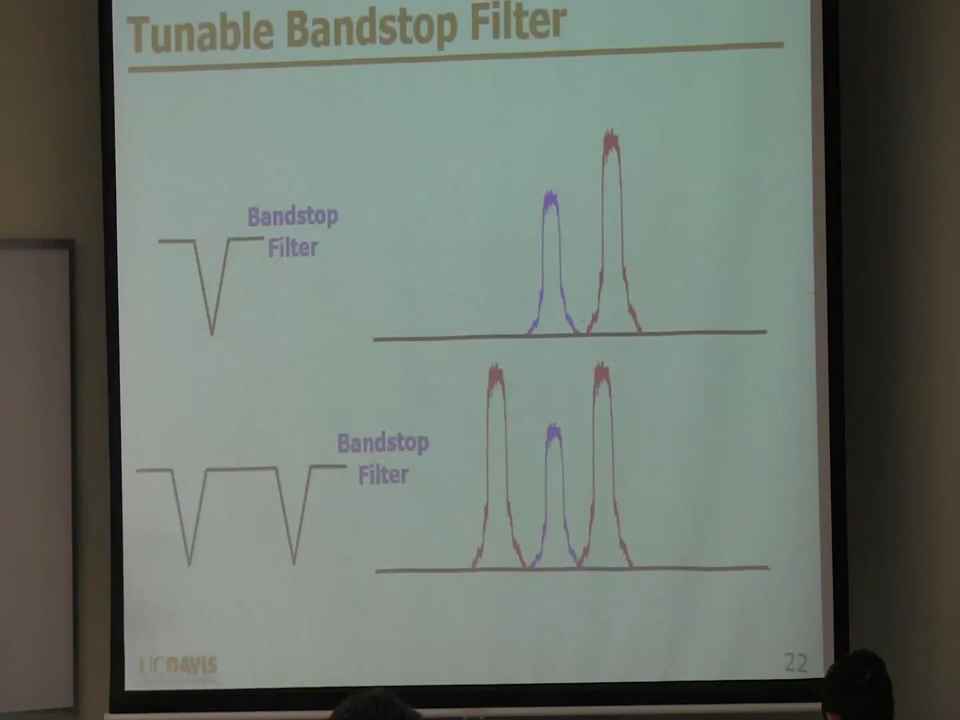 Tunable Bandstop Filter
Bandstop
Filter
Bandstop
Filter
UCDAVIS
22